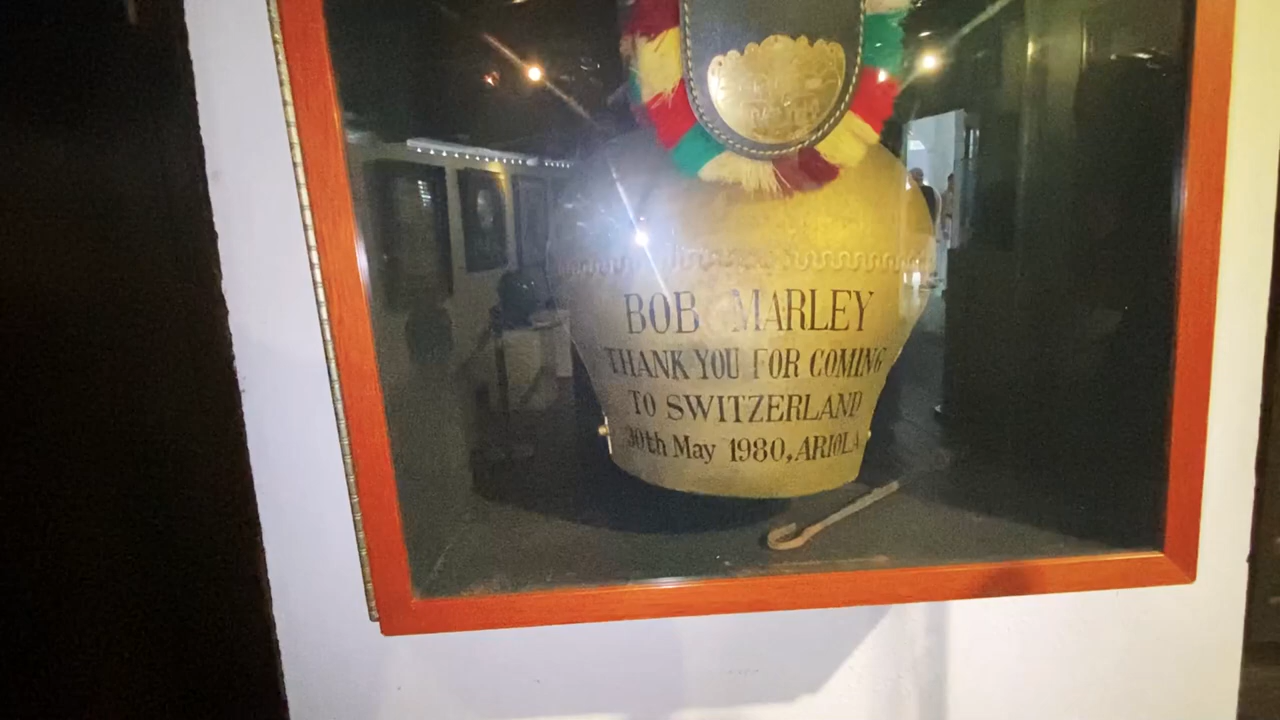 BOB MARLEY
THANK YOU FOR COMING
TO SWITZERLAND
30th May 1980, ARIOLA